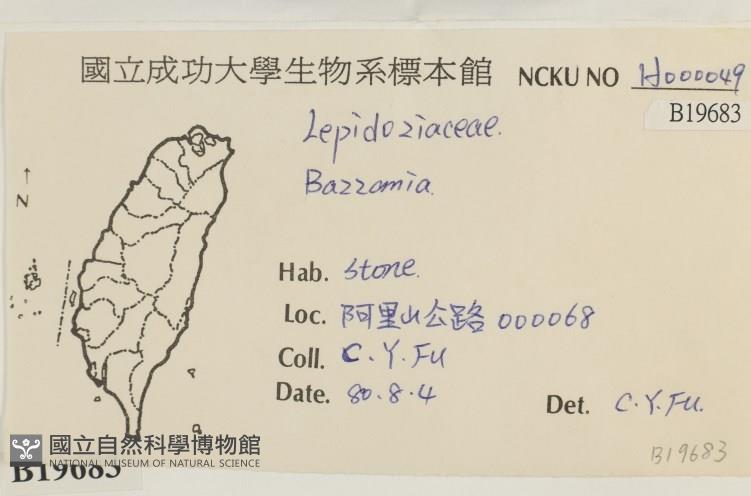 國立成功大學生物系標本館 NCKU NO H000049
B19683
Lepidoziaceae.
Bazzamia.
N
Hab. Stone.
Loc. 阿里山公路 000068
Coll. C. Y. Fu
Date. 80.8.4
Det. C.Y.Fu.
B19683
國立自然科學博物館
NATIONAL MUSEUM OF NATURAL SCIENCE
B19683